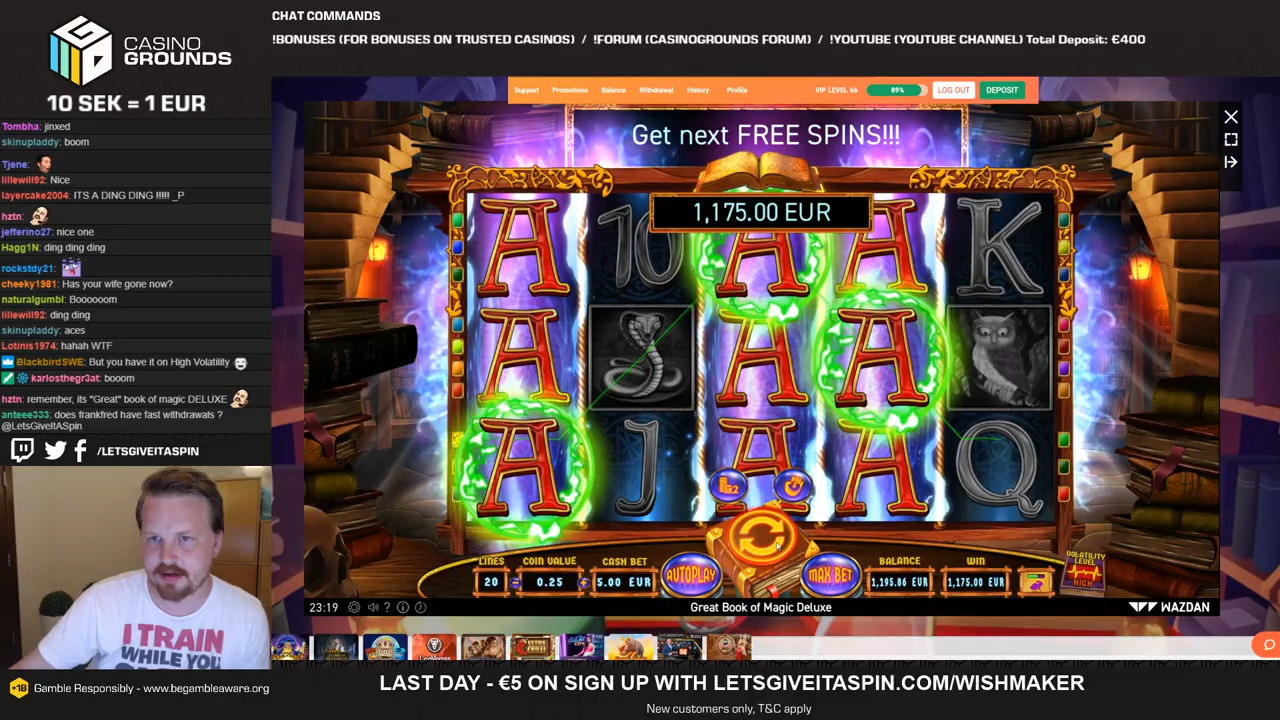 CHAT COMMANDS
!BONUSES (FOR BONUSES ON TRUSTED CASINOS) / !FORUM (CASINOGROUNDS FORUM) / !YOUTUBE (YOUTUBE CHANNEL) Total Deposit: €400
CASINO
GROUNDS
10 SEK = 1 EUR
Support Promotions Balance Withdrawal History Profile VIP LEVEL 66 89% LOG OUT DEPOSIT
Tombha: jinxed
skinupladdy: boom
Tjene:
lillewill92: Nice
layercake2004: ITS A DING DING !!!!! _P
hztn:
jefferino27: nice one
Hagg1N: ding ding ding
rockstdy21:
cheeky1981: Has your wife gone now?
naturalgumbl: Boooooom
lillewill92: ding ding
skinupladdy: aces
Lotinis1974: hahah WTF
BlackbirdSWE: But you have it on High Volatility
karlosthegr3at: booom
hztn: remember, its "Great" book of magic DELUXE
anteee333: does frankfred have fast withdrawals ?
@LetsGiveItASpin
/LETSGIVEITASPIN
Get next FREE SPINS!!!
1,175.00 EUR
A 10 A A K
A A A
A J A A Q
X2
LINES COIN VALUE CASH BET BALANCE WIN
20 0.25 5.00 EUR AUTOPLAY MAX BET 1,195.86 EUR 1,175.00 EUR
VOLATILITY
LEVEL
HIGH
23:19 ? Great Book of Magic Deluxe WAZDAN
LeoVegas
I TRAIN
WHILE YOU
+18 Gamble Responsibly - www.begambleaware.org
LAST DAY - €5 ON SIGN UP WITH LETSGIVEITASPIN.COM/WISHMAKER
New customers only, T&C apply